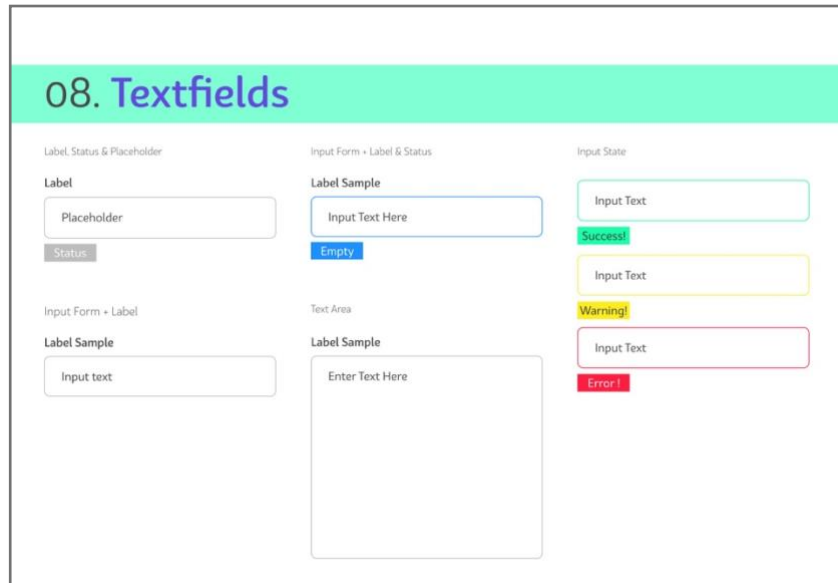 08. Textfields
Label, Status & Placeholder
Label
Placeholder
Status
Input Form + Label
Label Sample
Input text
Input Form + Label & Status
Label Sample
Input Text Here
Empty
Text Area
Label Sample
Enter Text Here
Input State
Input Text
Success!
Input Text
Warning!
Input Text
Error !